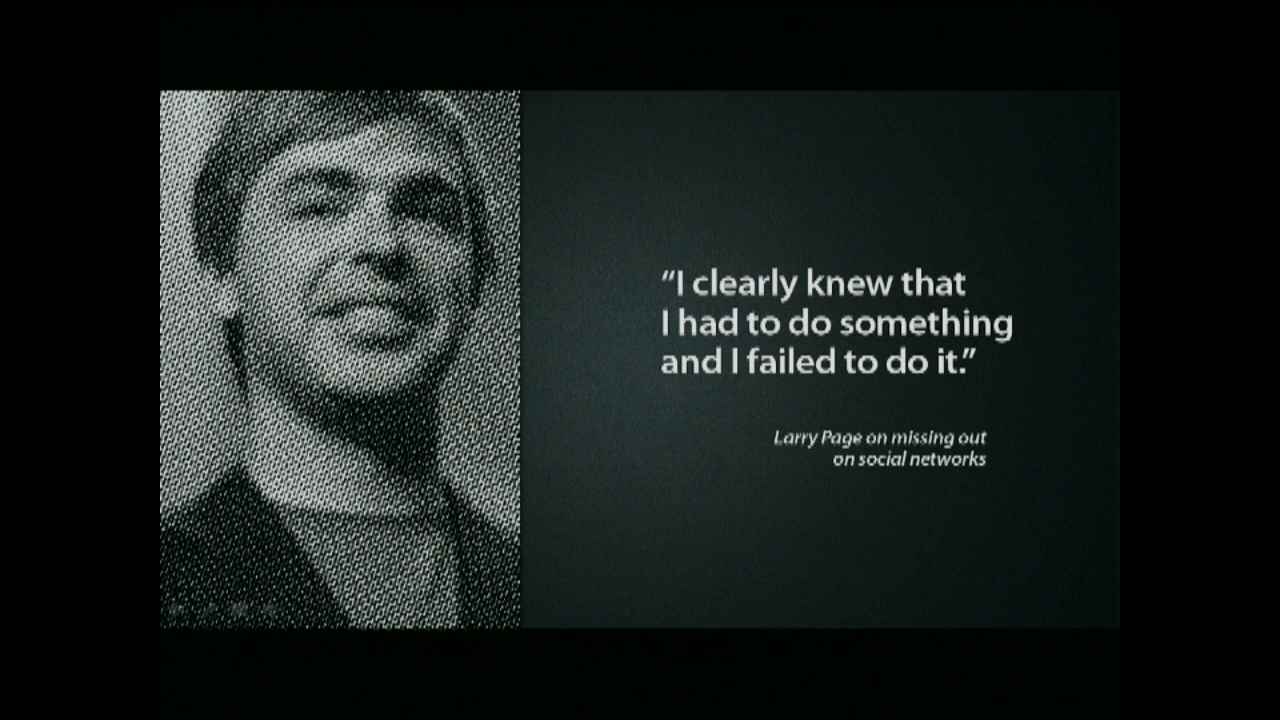 “I clearly knew that
I had to do something
and I failed to do it.”
Larry Page on missing out
on social networks